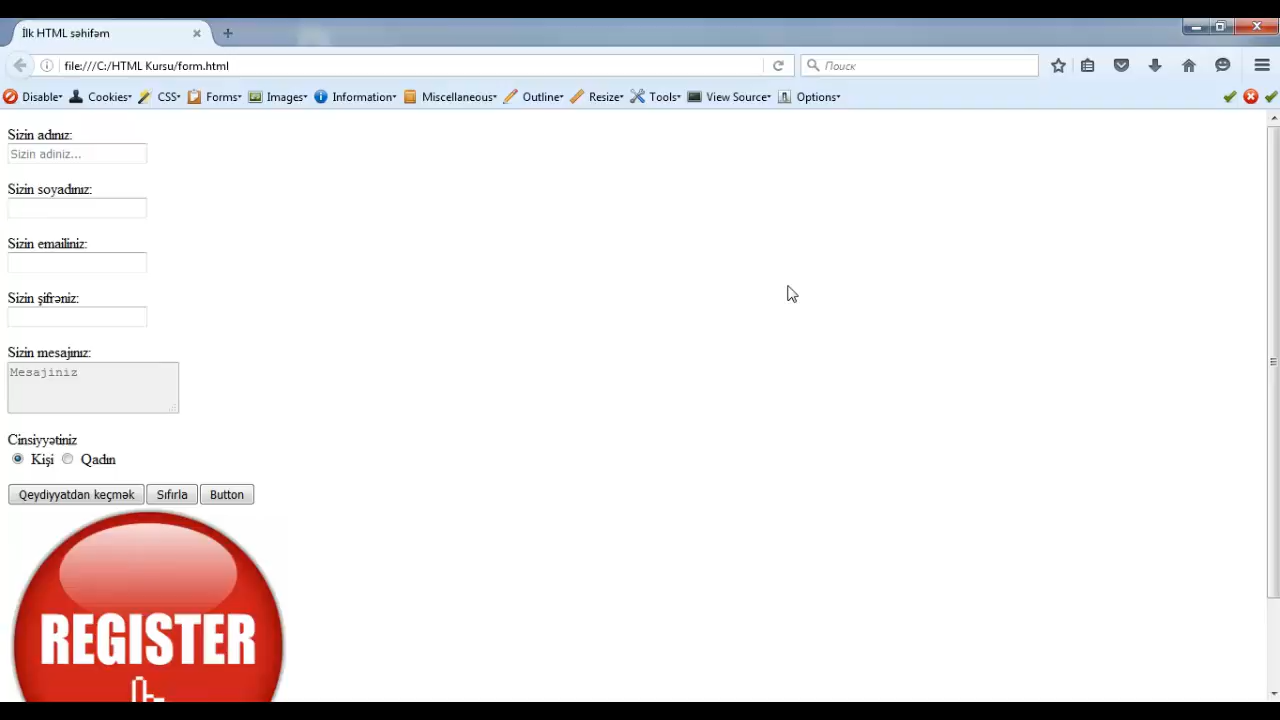 İlk HTML səhifəm
file:///C:/HTML Kursu/form.html
Поиск
Disable Cookies CSS Forms Images Information Miscellaneous Outline Resize Tools View Source Options
Sizin adınız:
Sizin adiniz...
Sizin soyadınız:
Sizin emailiniz:
Sizin şifrəniz:
Sizin mesajınız:
Mesajiniz
Cinsiyyətiniz
Kişi Qadın
Qeydiyyatdan keçmək Sıfırla Button
REGISTER